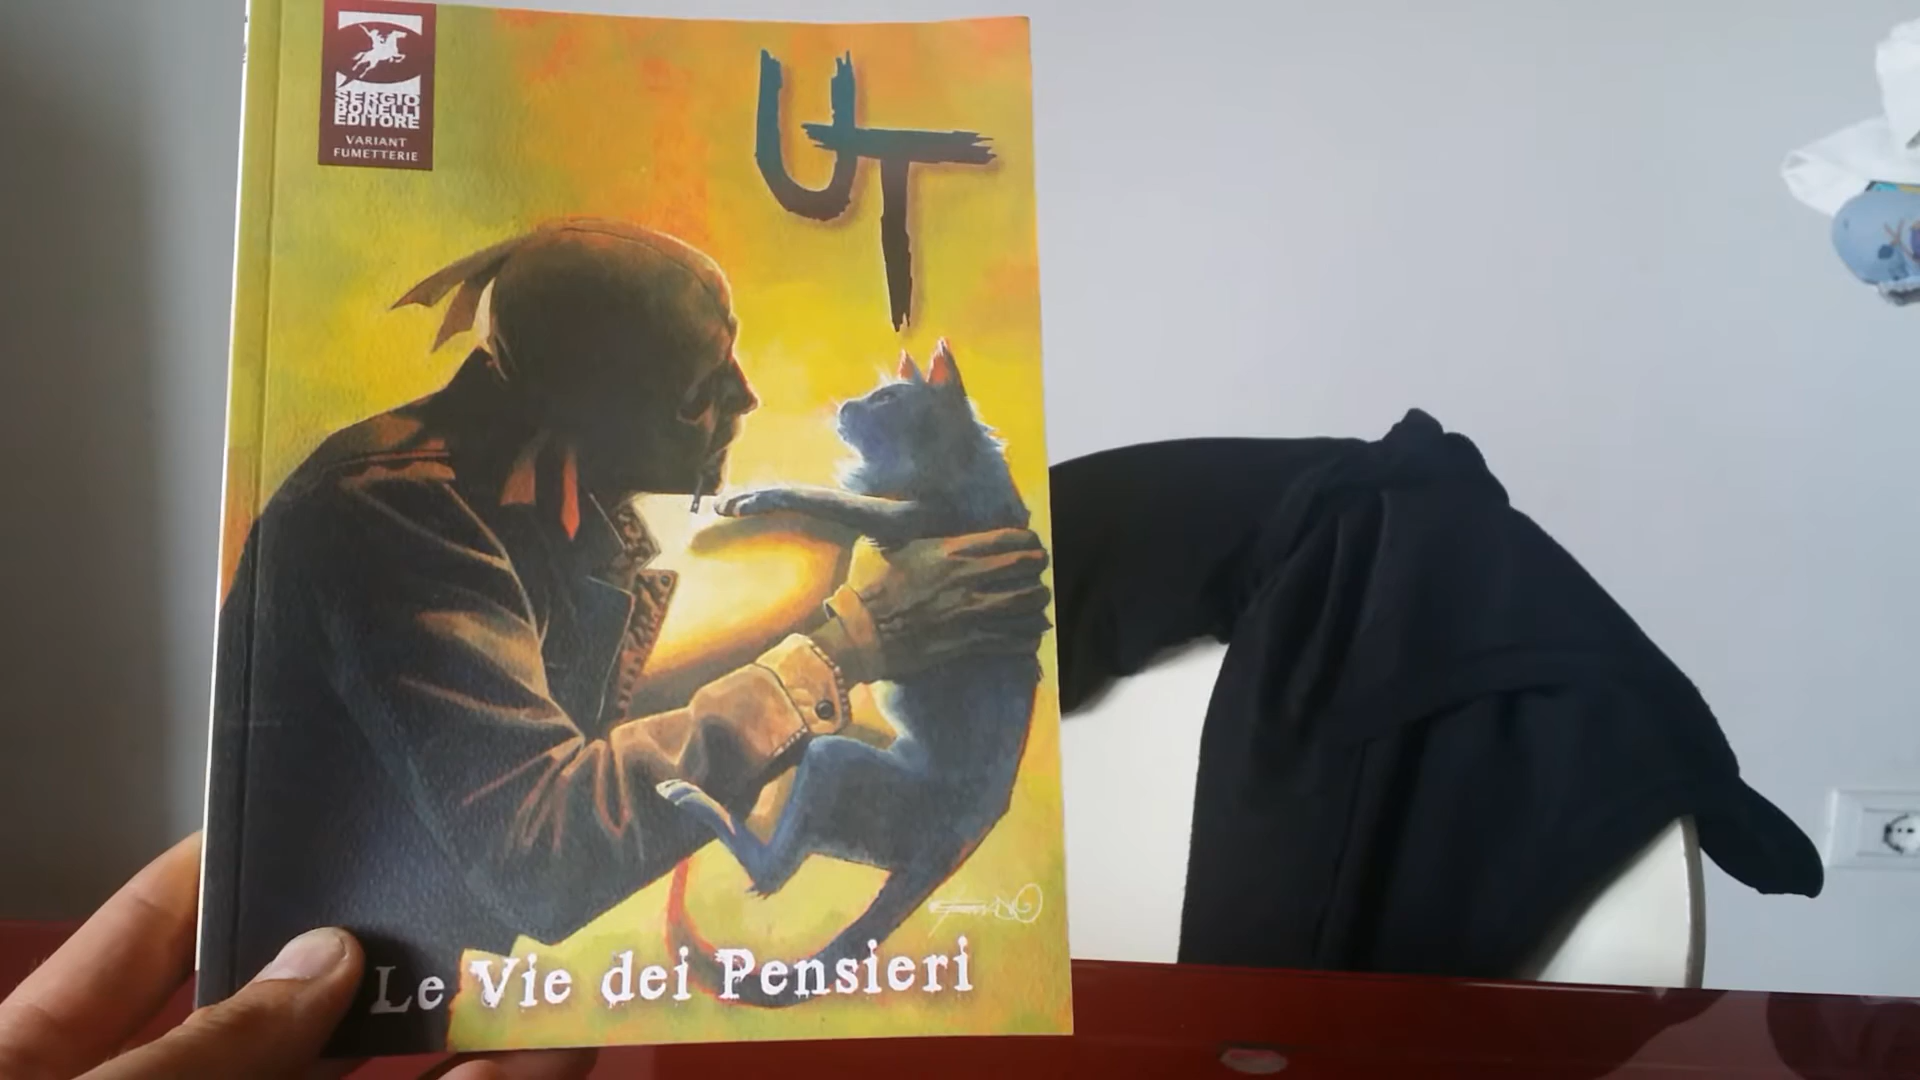 SERGIO
BONELLI
EDITORE
VARIANT
FUMETTERIE
UT
Le Vie dei Pensieri